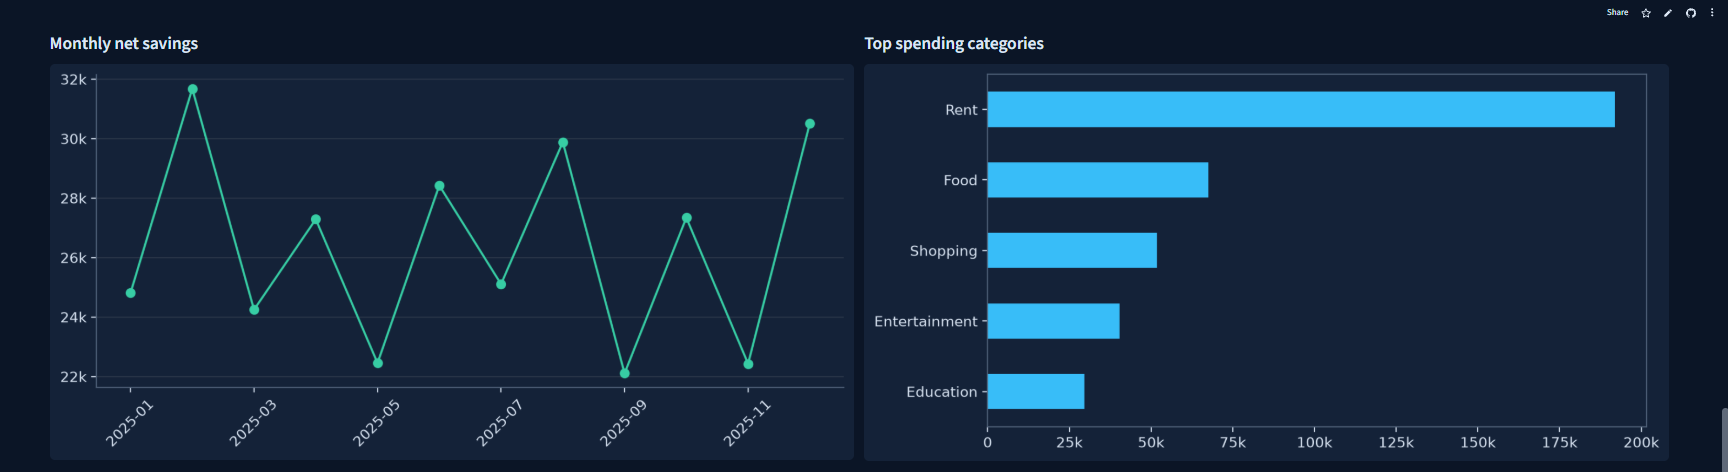 Share
Monthly net savings
32k
30k
28k
26k
24k
22k
2025-01
2025-03
2025-05
2025-07
2025-09
2025-11
Top spending categories
Rent
Food
Shopping
Entertainment
Education
0
25k
50k
75k
100k
125k
150k
175k
200k